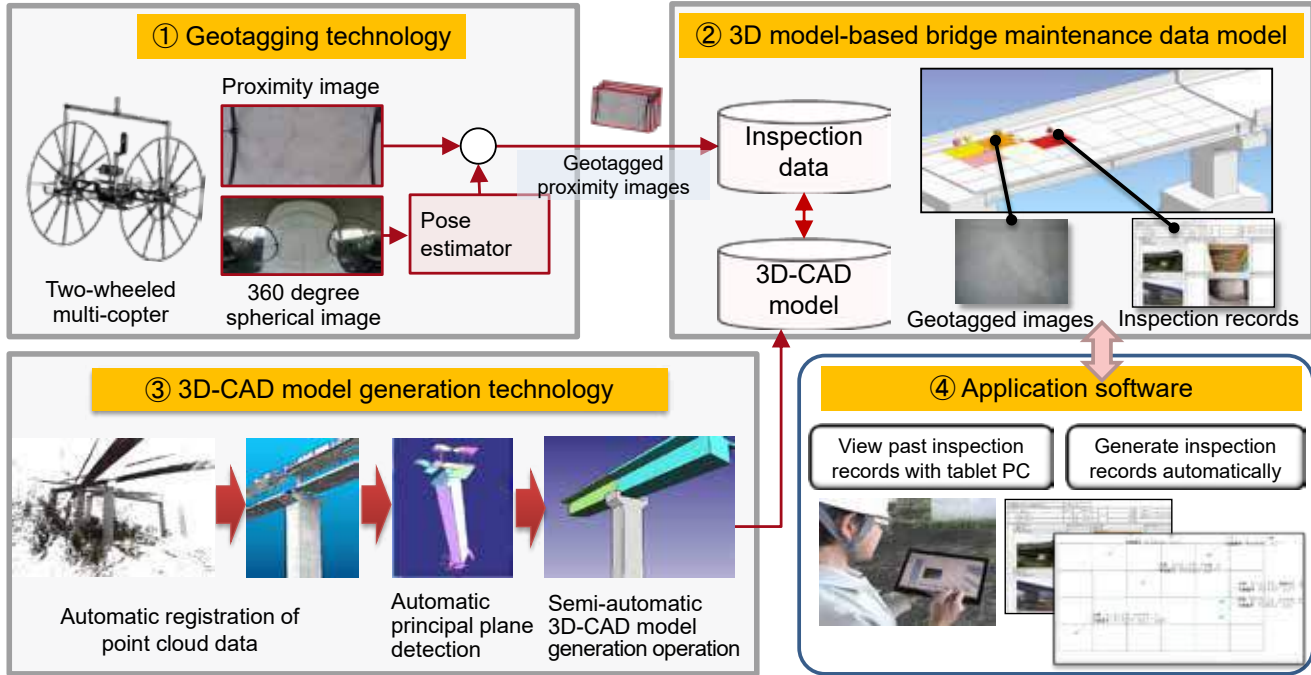 ① Geotagging technology
Proximity image
Two-wheeled
multi-copter
360 degree
spherical image
Pose
estimator
Geotagged
proximity images
② 3D model-based bridge maintenance data model
Inspection
data
3D-CAD
model
Geotagged images
Inspection records
③ 3D-CAD model generation technology
Automatic registration of
point cloud data
Automatic
principal plane
detection
Semi-automatic
3D-CAD model
generation operation
④ Application software
View past inspection
records with tablet PC
Generate inspection
records automatically